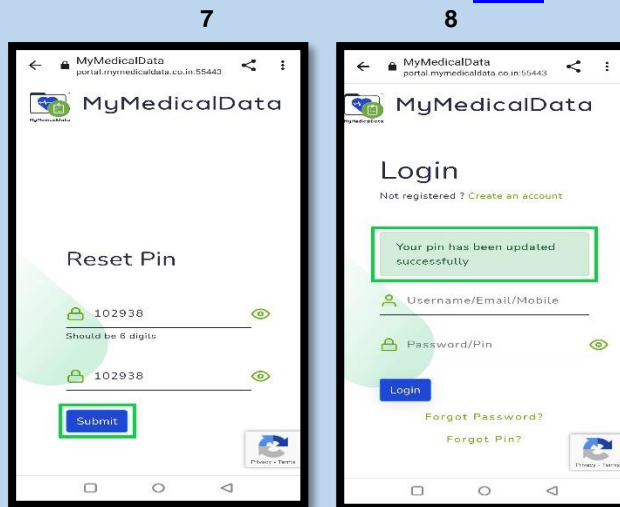 7
8
MyMedicalData
portal.mymedicaldata.co.in:55443
MyMedicalData
MyMedicalData
Reset Pin
102938
Should be 6 digits
102938
Submit
Privacy - Terms
MyMedicalData
portal.mymedicaldata.co.in:55443
MyMedicalData
MyMedicalData
Login
Not registered ? Create an account
Your pin has been updated
successfully
Username/Email/Mobile
Password/Pin
Login
Forgot Password?
Forgot Pin?
Privacy - Terms